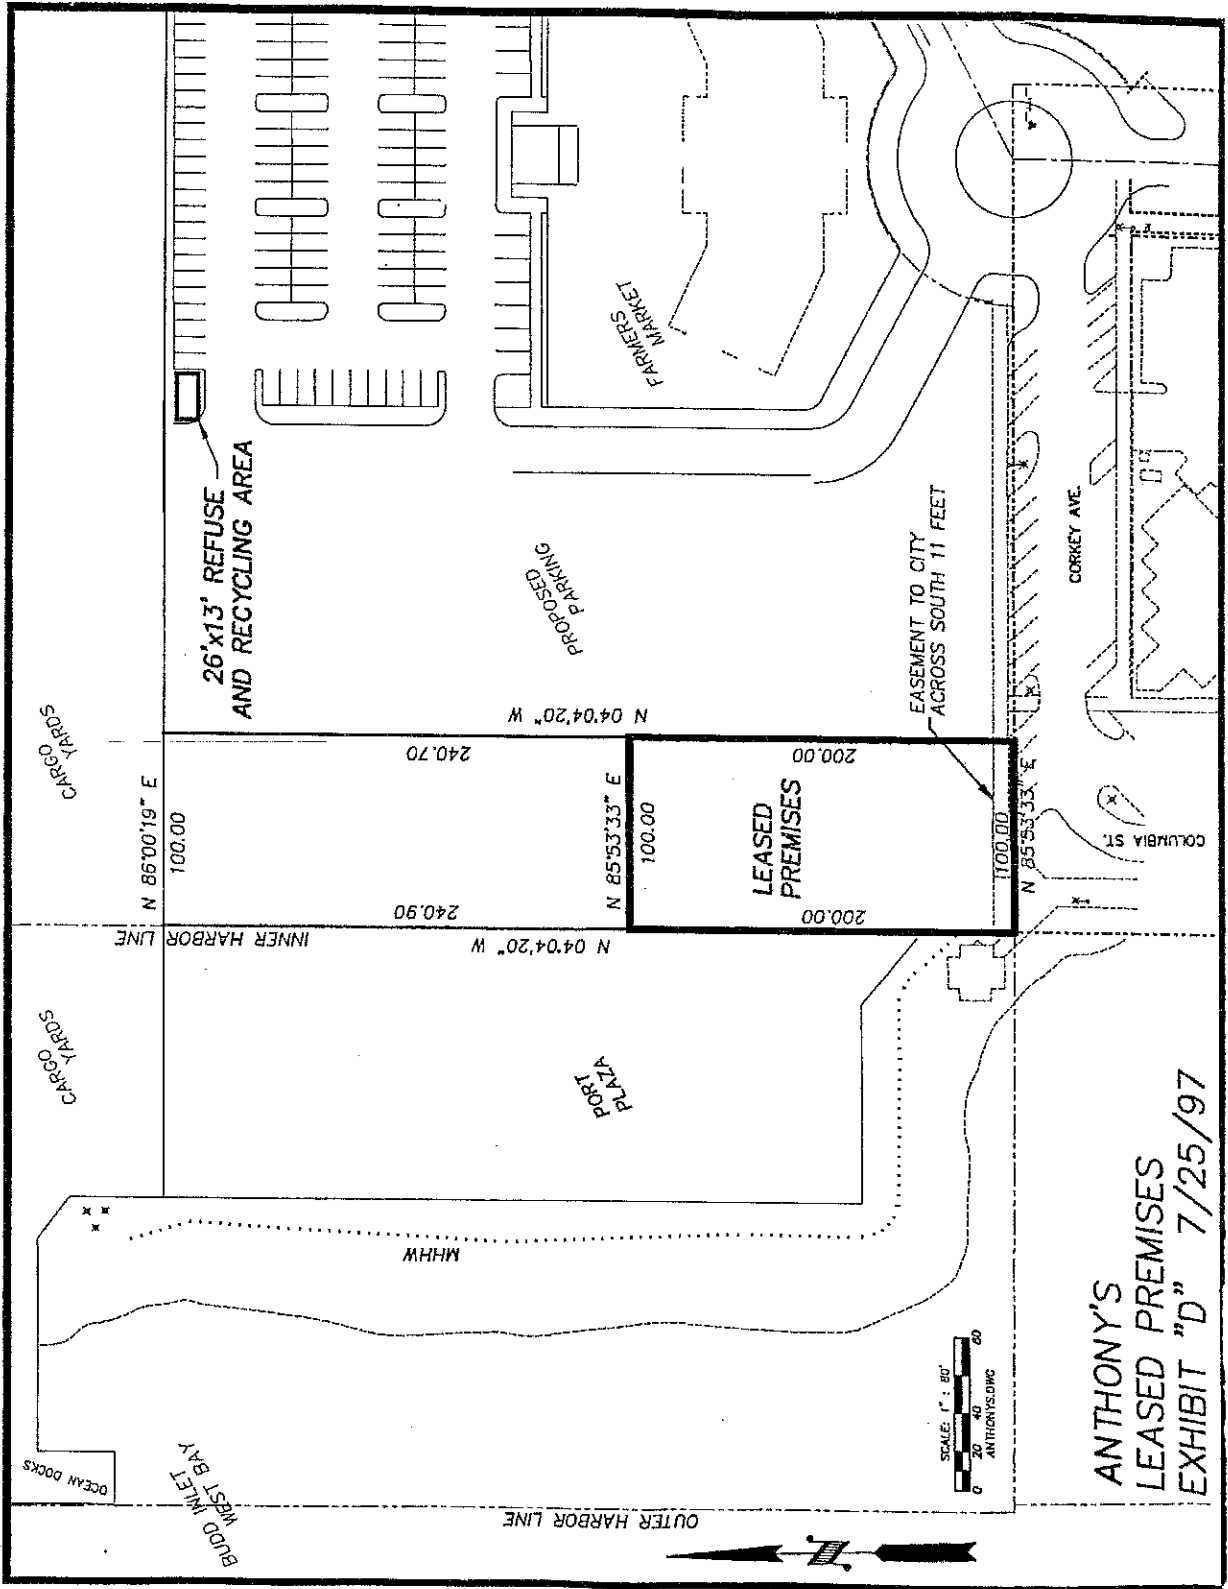 CARGO
YARDS
CARGO
YARDS
N 86°00'19" E
100.00
INNER HARBOR LINE
26'x13' REFUSE
AND RECYCLING AREA
OCEAN DOCKS
BUDD INLET
WEST BAY
MHHW
240.90
N 04°04'20" W
240.70
N 04°04'20" W
FARMERS
MARKET
PROPOSED
PARKING
PORT
PLAZA
N 85°53'33" E
100.00
LEASED
PREMISES
200.00
200.00
EASEMENT TO CITY
ACROSS SOUTH 11 FEET
100.00
N 85°53'33" E
CORKEY AVE.
COLUMBIA ST.
OUTER HARBOR LINE
SCALE: 1" : 80'
0 20 40 80
ANTHONYS.DWG
N
ANTHONY'S
LEASED PREMISES
EXHIBIT "D" 7/25/97